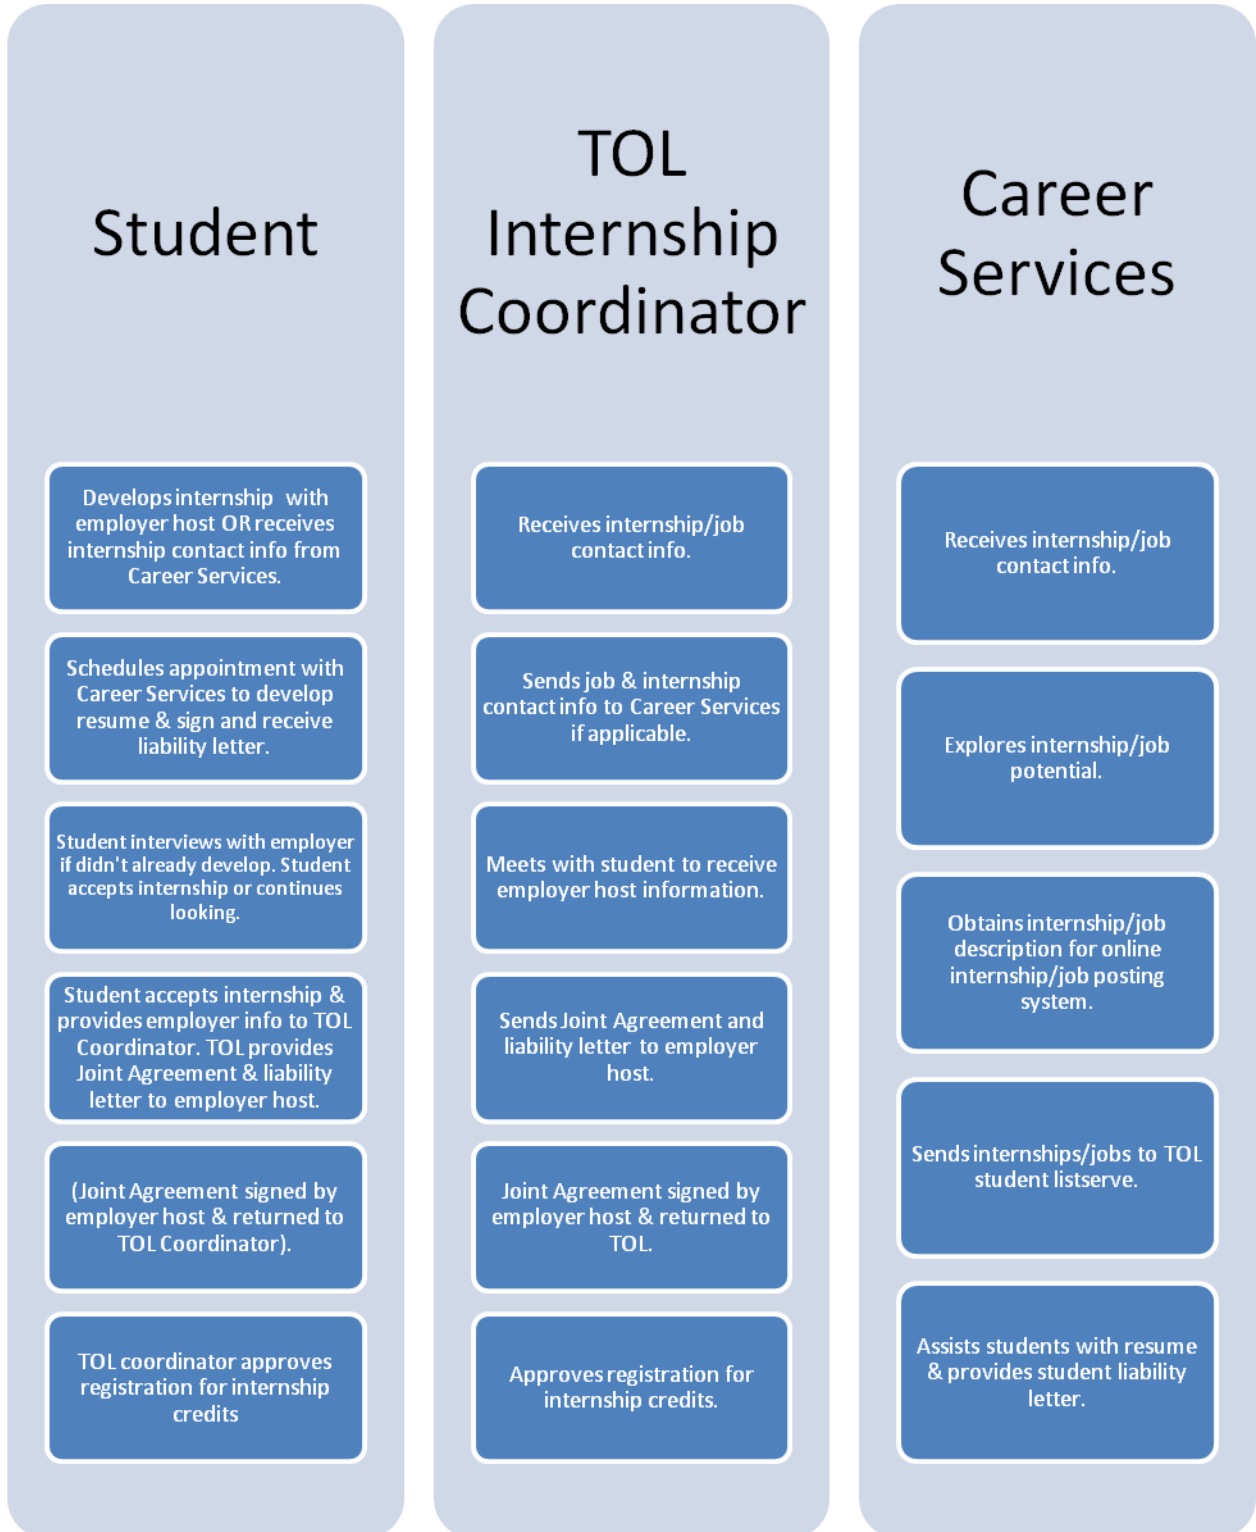 Student
Develops internship with
employer host OR receives
internship contact info from
Career Services.
Schedules appointment with
Career Services to develop
resume & sign and receive
liability letter.
Student interviews with employer
if didn't already develop. Student
accepts internship or continues
looking.
Student accepts internship &
provides employer info to TOL
Coordinator. TOL provides
Joint Agreement & liability
letter to employer host.
(Joint Agreement signed by
employer host & returned to
TOL Coordinator).
TOL coordinator approves
registration for internship
credits
TOL
Internship
Coordinator
Receives internship/job
contact info.
Sends job & internship
contact info to Career Services
if applicable.
Meets with student to receive
employer host information.
Sends Joint Agreement and
liability letter to employer
host.
Joint Agreement signed by
employer host & returned to
TOL.
Approves registration for
internship credits.
Career
Services
Receives internship/job
contact info.
Explores internship/job
potential.
Obtains internship/job
description for online
internship/job posting
system.
Sends internships/jobs to TOL
student listserve.
Assists students with resume
& provides student liability
letter.